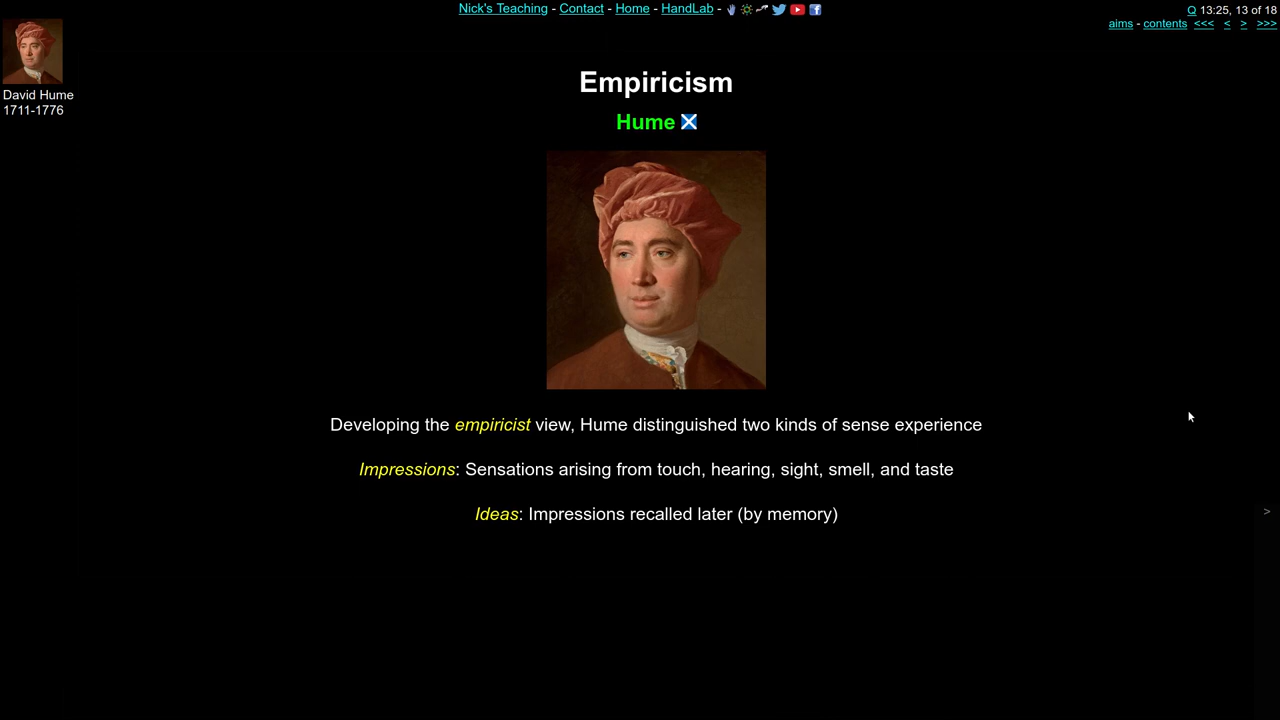 Nick's Teaching - Contact - Home - HandLab -
Q 13:25, 13 of 18
aims - contents <<< < > >>>
David Hume
1711-1776
Empiricism
Hume
Developing the empiricist view, Hume distinguished two kinds of sense experience
Impressions: Sensations arising from touch, hearing, sight, smell, and taste
Ideas: Impressions recalled later (by memory)
>